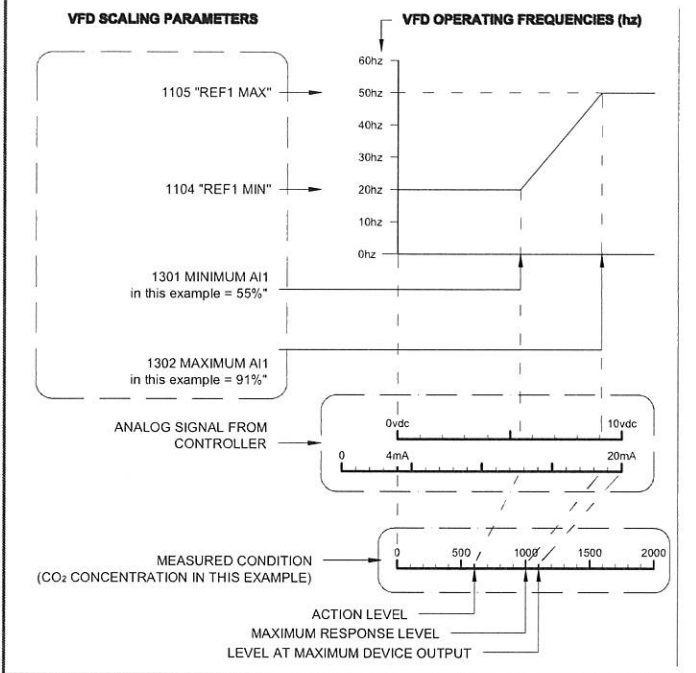 VFD SCALING PARAMETERS
VFD OPERATING FREQUENCIES (hz)
60hz
1105 "REF1 MAX"
50hz
40hz
30hz
1104 "REF1 MIN"
20hz
10hz
0hz
1301 MINIMUM AI1
in this example = 55%"
1302 MAXIMUM AI1
in this example = 91%"
ANALOG SIGNAL FROM
CONTROLLER
0vdc
10vdc
0
4mA
20mA
MEASURED CONDITION
(CO₂ CONCENTRATION IN THIS EXAMPLE)
0
500
1000
1500
2000
ACTION LEVEL
MAXIMUM RESPONSE LEVEL
LEVEL AT MAXIMUM DEVICE OUTPUT